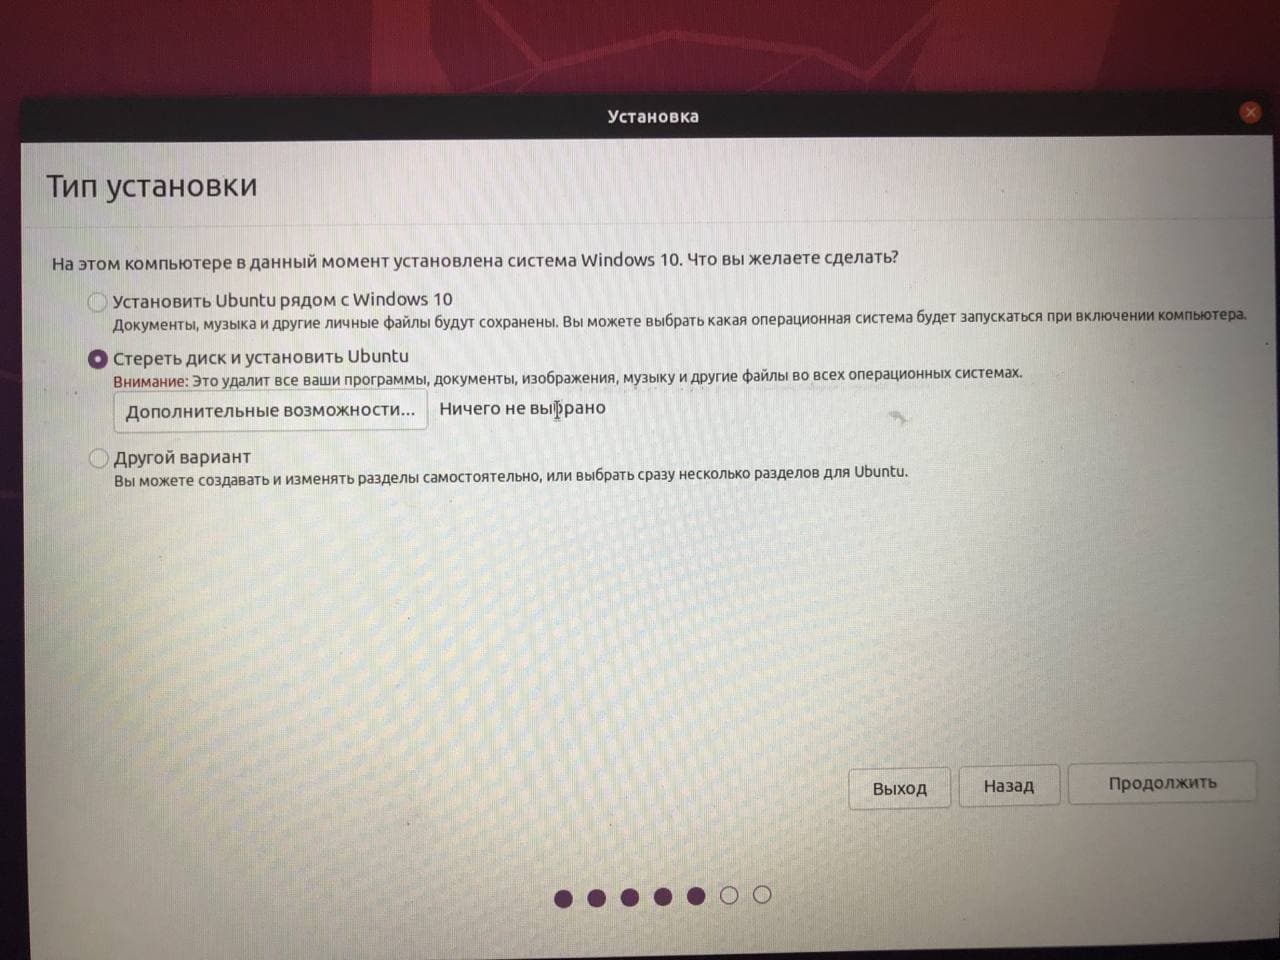 Установка
Тип установки
На этом компьютере в данный момент установлена система Windows 10. Что вы желаете сделать?
Установить Ubuntu рядом с Windows 10
Документы, музыка и другие личные файлы будут сохранены. Вы можете выбрать какая операционная система будет запускаться при включении компьютера.
Стереть диск и установить Ubuntu
Внимание: Это удалит все ваши программы, документы, изображения, музыку и другие файлы во всех операционных системах.
Дополнительные возможности... Ничего не выбрано
Другой вариант
Вы можете создавать и изменять разделы самостоятельно, или выбрать сразу несколько разделов для Ubuntu.
Выход Назад Продолжить